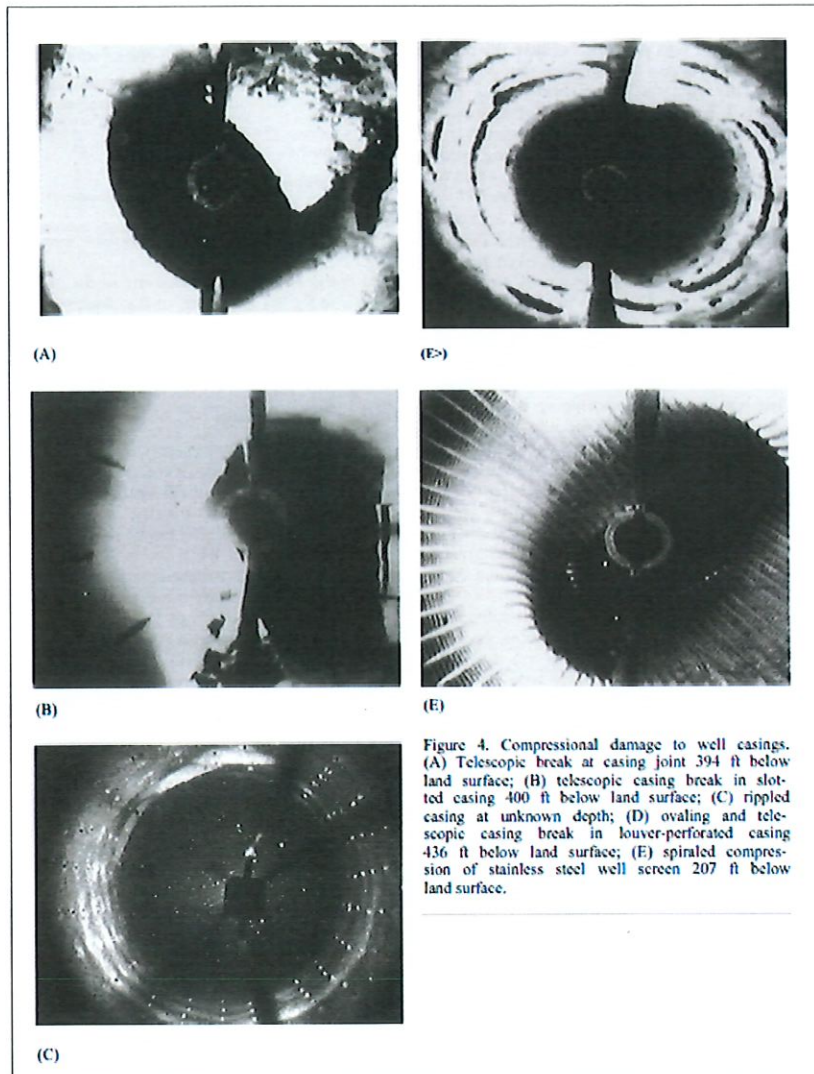 (A)
(E>)
(B)
(E)
Figure 4. Compressional damage to well casings.
(A) Telescopic break at casing joint 394 ft below
land surface; (B) telescopic casing break in slot-
ted casing 400 ft below land surface; (C) rippled
casing at unknown depth; (D) ovaling and tele-
scopic casing break in louver-perforated casing
436 ft below land surface; (E) spiraled compres-
sion of stainless steel well screen 207 ft below
land surface.
(C)